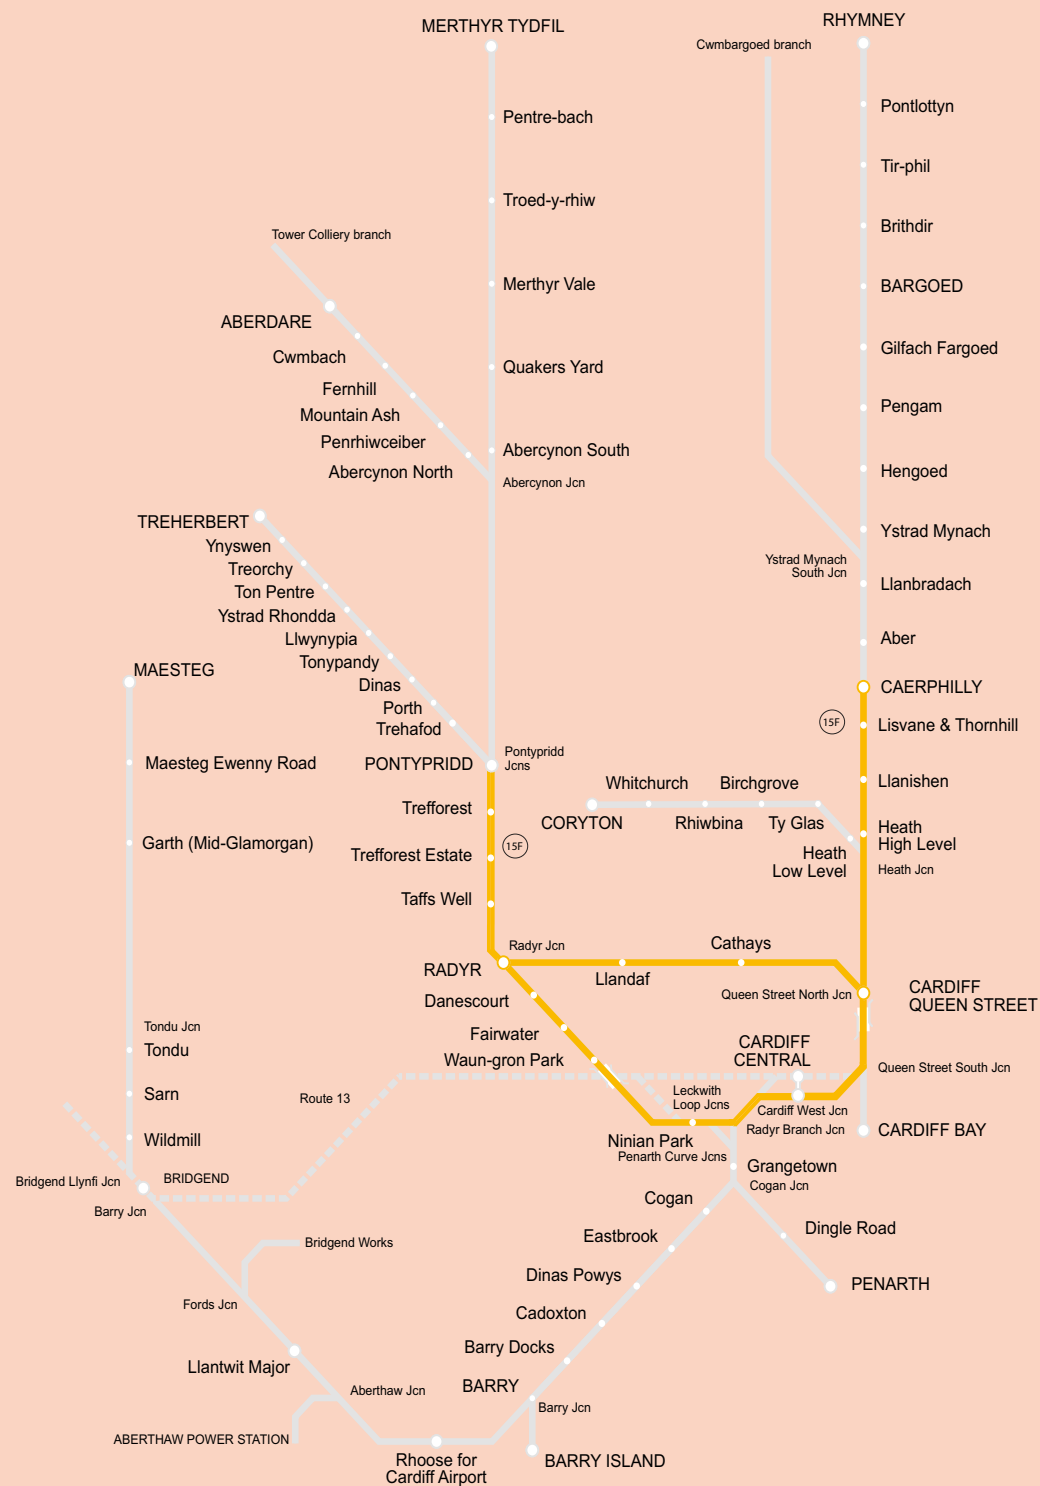 MERTHYR TYDFIL
RHYMNEY
Cwmbargoed branch
Pentre-bach
Pontlottyn
Tir-phil
Troed-y-rhiw
Brithdir
Tower Colliery branch
Merthyr Vale
BARGOED
ABERDARE
Gilfach Fargoed
Cwmbach
Quakers Yard
Fernhill
Pengam
Mountain Ash
Penrhiwceiber
Abercynon South
Abercynon North
Hengoed
Abercynon Jcn
TREHERBERT
Ystrad Mynach
Ynyswen
Ystrad Mynach
South Jcn
Treorchy
Llanbradach
Ton Pentre
Ystrad Rhondda
Llwynypia
Aber
Tonypandy
MAESTEG
Dinas
CAERPHILLY
Porth
15F
Lisvane & Thornhill
Trehafod
Pontypridd
Jcns
Maesteg Ewenny Road
PONTYPRIDD
Whitchurch
Birchgrove
Llanishen
Trefforest
CORYTON
Rhiwbina
Ty Glas
Heath
High Level
Garth (Mid-Glamorgan)
15F
Trefforest Estate
Heath
Low Level
Heath Jcn
Taffs Well
Radyr Jcn
Cathays
RADYR
Llandaf
Queen Street North Jcn
CARDIFF
QUEEN STREET
Danescourt
Tondu Jcn
Fairwater
CARDIFF
CENTRAL
Tondu
Waun-gron Park
Queen Street South Jcn
Sarn
Route 13
Leckwith
Loop Jcns
Cardiff West Jcn
Wildmill
Ninian Park
Radyr Branch Jcn
CARDIFF BAY
Penarth Curve Jcns
Bridgend Llynfi Jcn
BRIDGEND
Grangetown
Cogan Jcn
Barry Jcn
Cogan
Eastbrook
Dingle Road
Bridgend Works
Dinas Powys
PENARTH
Fords Jcn
Cadoxton
Barry Docks
Llantwit Major
BARRY
Aberthaw Jcn
Barry Jcn
ABERTHAW POWER STATION
Rhoose for
Cardiff Airport
BARRY ISLAND